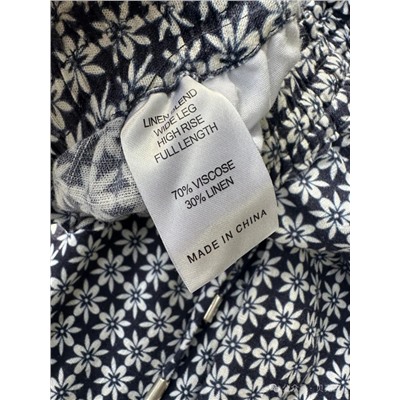 LINEN BLEND
WIDE LEG
HIGH RISE
FULL LENGTH
70% VISCOSE
30% LINEN
MADE IN CHINA